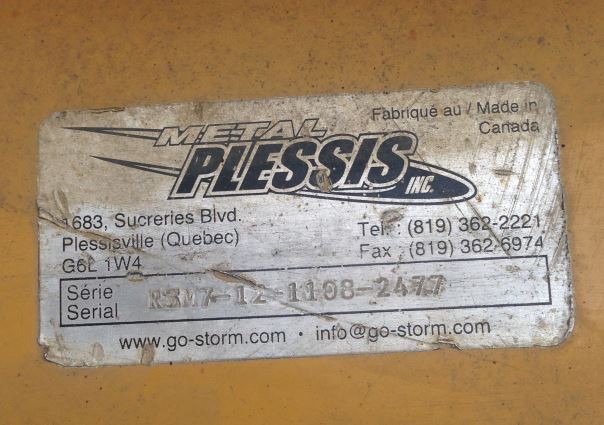 METAL
PLESSIS INC.
Fabriqué au / Made in
Canada
1683, Sucreries Blvd.
Plessisville (Quebec)
G6L 1W4
Tel. : (819) 362-2221
Fax : (819) 362-6974
Série
Serial
www.go-storm.com · info@go-storm.com